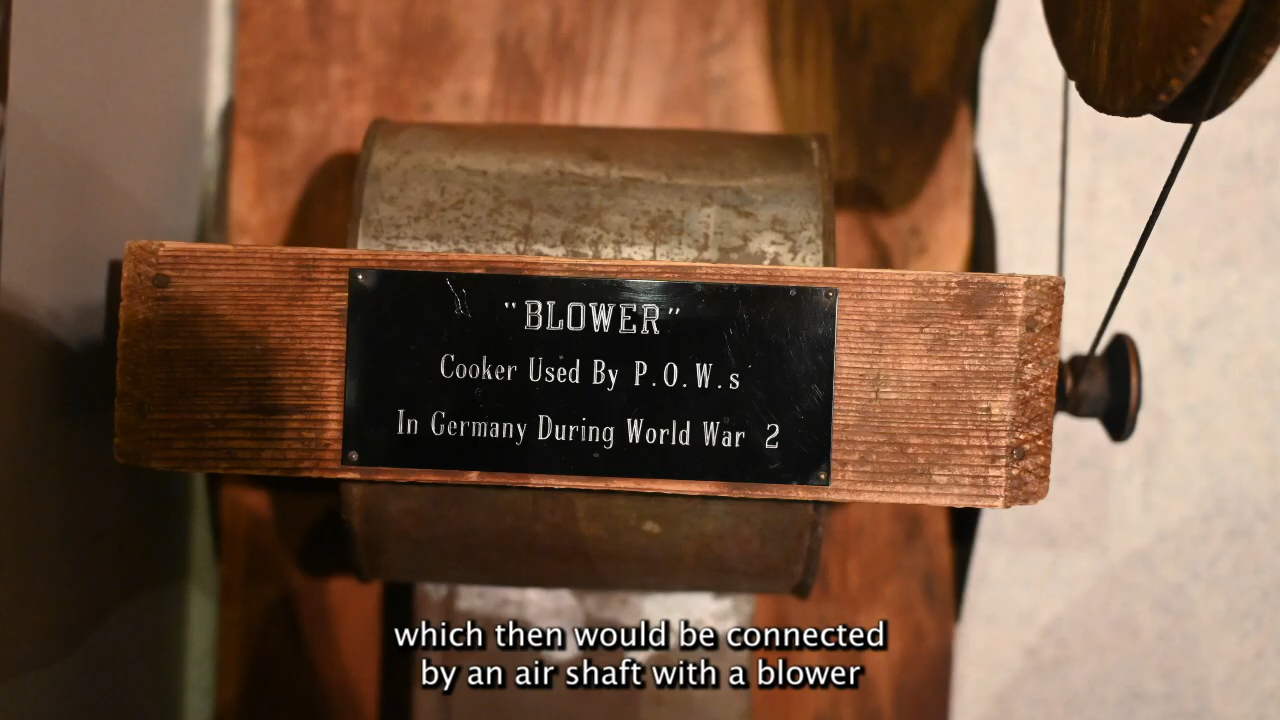 "BLOWER"
Cooker Used By P.O.W.s
In Germany During World War 2
which then would be connected
by an air shaft with a blower